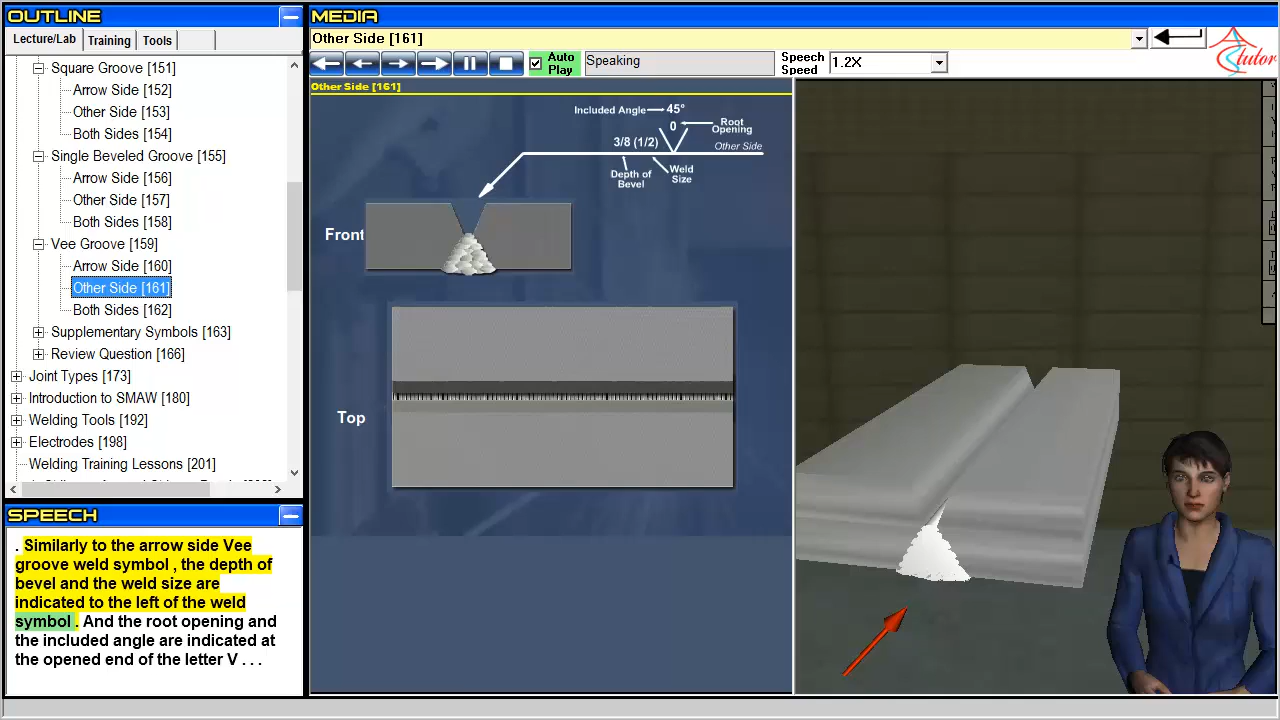 OUTLINE
Lecture/Lab
Training
Tools
Square Groove [151]
Arrow Side [152]
Other Side [153]
Both Sides [154]
Single Beveled Groove [155]
Arrow Side [156]
Other Side [157]
Both Sides [158]
Vee Groove [159]
Arrow Side [160]
Other Side [161]
Both Sides [162]
Supplementary Symbols [163]
Review Question [166]
Joint Types [173]
Introduction to SMAW [180]
Welding Tools [192]
Electrodes [198]
Welding Training Lessons [201]
SPEECH
. Similarly to the arrow side Vee
groove weld symbol , the depth of
bevel and the weld size are
indicated to the left of the weld
symbol . And the root opening and
the included angle are indicated at
the opened end of the letter V . . .
MEDIA
Other Side [161]
Auto
Play
Speaking
Speech
Speed
1.2X
tutor
Other Side [161]
Included Angle
45°
0
Root
Opening
3/8 (1/2)
Other Side
Depth of
Bevel
Weld
Size
Front
Top